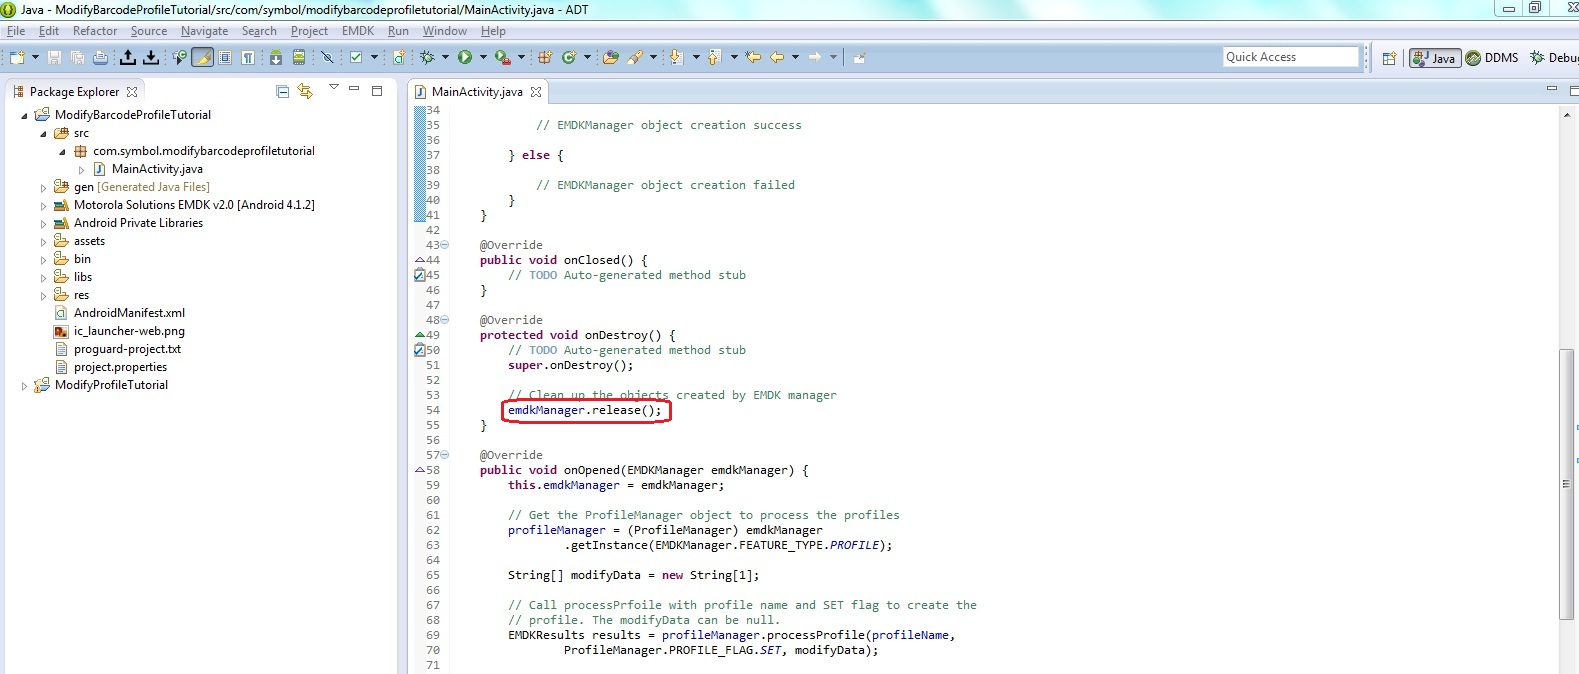 Java - ModifyBarcodeProfileTutorial/src/com/symbol/modifybarcodeprofiletutorial/MainActivity.java - ADT
File Edit Refactor Source Navigate Search Project EMDK Run Window Help
Quick Access
Java
DDMS
Debu
Package Explorer
ModifyBarcodeProfileTutorial
src
com.symbol.modifybarcodeprofiletutorial
MainActivity.java
gen [Generated Java Files]
Motorola Solutions EMDK v2.0 [Android 4.1.2]
Android Private Libraries
assets
bin
libs
res
AndroidManifest.xml
ic_launcher-web.png
proguard-project.txt
project.properties
ModifyProfileTutorial
MainActivity.java
34
35 // EMDKManager object creation success
36
37 } else {
38
39 // EMDKManager object creation failed
40 }
41 }
42
43 @Override
44 public void onClosed() {
45 // TODO Auto-generated method stub
46 }
47
48 @Override
49 protected void onDestroy() {
50 // TODO Auto-generated method stub
51 super.onDestroy();
52
53 // Clean up the objects created by EMDK manager
54 emdkManager.release();
55 }
56
57 @Override
58 public void onOpened(EMDKManager emdkManager) {
59 this.emdkManager = emdkManager;
60
61 // Get the ProfileManager object to process the profiles
62 profileManager = (ProfileManager) emdkManager
63 .getInstance(EMDKManager.FEATURE_TYPE.PROFILE);
64
65 String[] modifyData = new String[1];
66
67 // Call processPrfoile with profile name and SET flag to create the
68 // profile. The modifyData can be null.
69 EMDKResults results = profileManager.processProfile(profileName,
70 ProfileManager.PROFILE_FLAG.SET, modifyData);
71